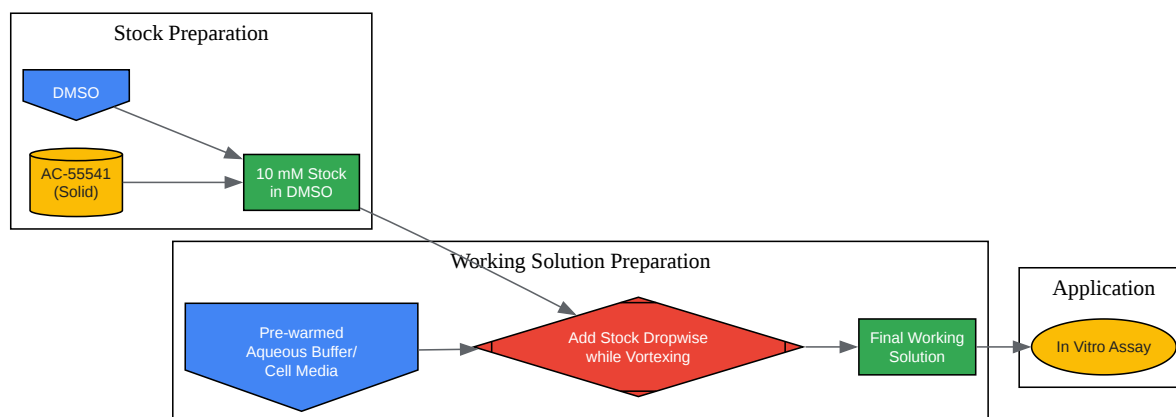 Stock Preparation
DMSO
AC-55541
(Solid)
10 mM Stock
in DMSO
Working Solution Preparation
Pre-warmed
Aqueous Buffer/
Cell Media
Add Stock Dropwise
while Vortexing
Final Working
Solution
Application
In Vitro Assay